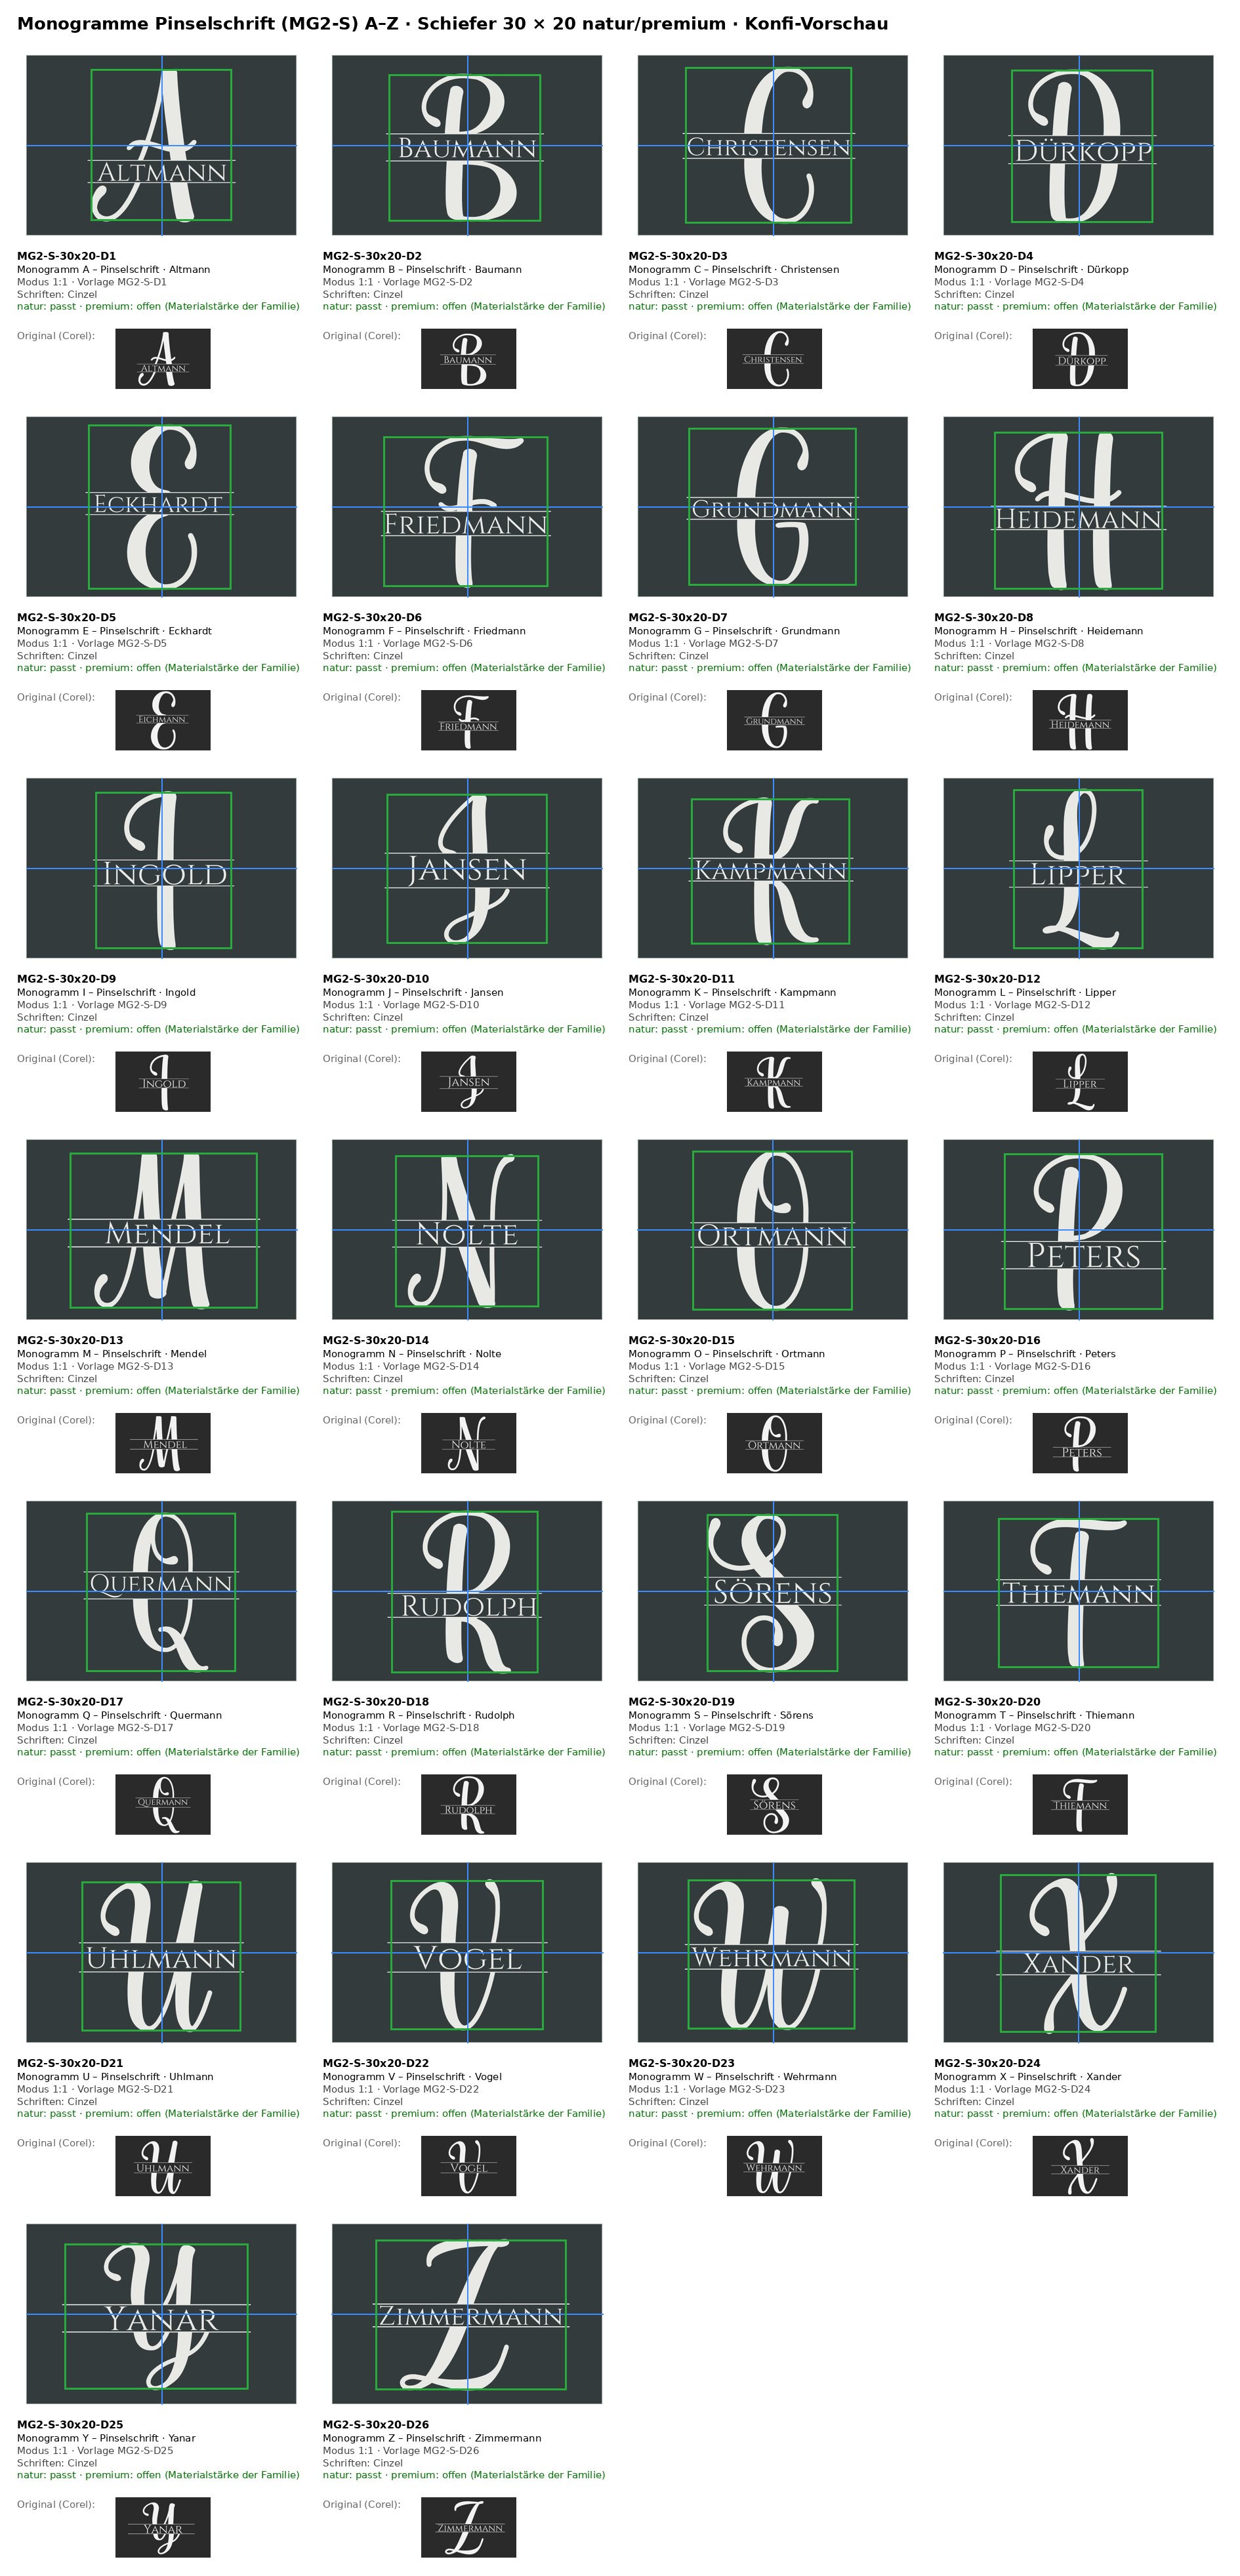 Monogramme Pinselschrift (MG2-S) A–Z · Schiefer 30 × 20 natur/premium · Konfi-Vorschau
ALTMANN
MG2-S-30x20-D1
Monogramm A – Pinselschrift · Altmann
Modus 1:1 · Vorlage MG2-S-D1
Schriften: Cinzel
natur: passt · premium: offen (Materialstärke der Familie)
Original (Corel):
A
ALTMANN
B
BAUMANN
MG2-S-30x20-D2
Monogramm B – Pinselschrift · Baumann
Modus 1:1 · Vorlage MG2-S-D2
Schriften: Cinzel
natur: passt · premium: offen (Materialstärke der Familie)
Original (Corel):
B
BAUMANN
C
CHRISTENSEN
MG2-S-30x20-D3
Monogramm C – Pinselschrift · Christensen
Modus 1:1 · Vorlage MG2-S-D3
Schriften: Cinzel
natur: passt · premium: offen (Materialstärke der Familie)
Original (Corel):
C
CHRISTENSEN
D
DÜRKOPP
MG2-S-30x20-D4
Monogramm D – Pinselschrift · Dürkopp
Modus 1:1 · Vorlage MG2-S-D4
Schriften: Cinzel
natur: passt · premium: offen (Materialstärke der Familie)
Original (Corel):
D
DÜRKOPP
E
ECKHARDT
MG2-S-30x20-D5
Monogramm E – Pinselschrift · Eckhardt
Modus 1:1 · Vorlage MG2-S-D5
Schriften: Cinzel
natur: passt · premium: offen (Materialstärke der Familie)
Original (Corel):
E
EICHMANN
F
FRIEDMANN
MG2-S-30x20-D6
Monogramm F – Pinselschrift · Friedmann
Modus 1:1 · Vorlage MG2-S-D6
Schriften: Cinzel
natur: passt · premium: offen (Materialstärke der Familie)
Original (Corel):
F
FRIEDMANN
G
GRUNDMANN
MG2-S-30x20-D7
Monogramm G – Pinselschrift · Grundmann
Modus 1:1 · Vorlage MG2-S-D7
Schriften: Cinzel
natur: passt · premium: offen (Materialstärke der Familie)
Original (Corel):
G
GRUNDMANN
H
HEIDEMANN
MG2-S-30x20-D8
Monogramm H – Pinselschrift · Heidemann
Modus 1:1 · Vorlage MG2-S-D8
Schriften: Cinzel
natur: passt · premium: offen (Materialstärke der Familie)
Original (Corel):
H
HEIDEMANN
I
INGOLD
MG2-S-30x20-D9
Monogramm I – Pinselschrift · Ingold
Modus 1:1 · Vorlage MG2-S-D9
Schriften: Cinzel
natur: passt · premium: offen (Materialstärke der Familie)
Original (Corel):
I
INGOLD
J
JANSEN
MG2-S-30x20-D10
Monogramm J – Pinselschrift · Jansen
Modus 1:1 · Vorlage MG2-S-D10
Schriften: Cinzel
natur: passt · premium: offen (Materialstärke der Familie)
Original (Corel):
J
JANSEN
K
KAMPMANN
MG2-S-30x20-D11
Monogramm K – Pinselschrift · Kampmann
Modus 1:1 · Vorlage MG2-S-D11
Schriften: Cinzel
natur: passt · premium: offen (Materialstärke der Familie)
Original (Corel):
K
KAMPMANN
L
LIPPER
MG2-S-30x20-D12
Monogramm L – Pinselschrift · Lipper
Modus 1:1 · Vorlage MG2-S-D12
Schriften: Cinzel
natur: passt · premium: offen (Materialstärke der Familie)
Original (Corel):
L
LIPPER
M
MENDEL
MG2-S-30x20-D13
Monogramm M – Pinselschrift · Mendel
Modus 1:1 · Vorlage MG2-S-D13
Schriften: Cinzel
natur: passt · premium: offen (Materialstärke der Familie)
Original (Corel):
M
MENDEL
N
NOLTE
MG2-S-30x20-D14
Monogramm N – Pinselschrift · Nolte
Modus 1:1 · Vorlage MG2-S-D14
Schriften: Cinzel
natur: passt · premium: offen (Materialstärke der Familie)
Original (Corel):
N
NOLTE
O
ORTMANN
MG2-S-30x20-D15
Monogramm O – Pinselschrift · Ortmann
Modus 1:1 · Vorlage MG2-S-D15
Schriften: Cinzel
natur: passt · premium: offen (Materialstärke der Familie)
Original (Corel):
O
ORTMANN
P
PETERS
MG2-S-30x20-D16
Monogramm P – Pinselschrift · Peters
Modus 1:1 · Vorlage MG2-S-D16
Schriften: Cinzel
natur: passt · premium: offen (Materialstärke der Familie)
Original (Corel):
P
PETERS
Q
QUERMANN
MG2-S-30x20-D17
Monogramm Q – Pinselschrift · Quermann
Modus 1:1 · Vorlage MG2-S-D17
Schriften: Cinzel
natur: passt · premium: offen (Materialstärke der Familie)
Original (Corel):
Q
QUERMANN
R
RUDOLPH
MG2-S-30x20-D18
Monogramm R – Pinselschrift · Rudolph
Modus 1:1 · Vorlage MG2-S-D18
Schriften: Cinzel
natur: passt · premium: offen (Materialstärke der Familie)
Original (Corel):
R
RUDOLPH
S
SÖRENS
MG2-S-30x20-D19
Monogramm S – Pinselschrift · Sörens
Modus 1:1 · Vorlage MG2-S-D19
Schriften: Cinzel
natur: passt · premium: offen (Materialstärke der Familie)
Original (Corel):
S
SÖRENS
T
THIEMANN
MG2-S-30x20-D20
Monogramm T – Pinselschrift · Thiemann
Modus 1:1 · Vorlage MG2-S-D20
Schriften: Cinzel
natur: passt · premium: offen (Materialstärke der Familie)
Original (Corel):
T
THIEMANN
U
UHLMANN
MG2-S-30x20-D21
Monogramm U – Pinselschrift · Uhlmann
Modus 1:1 · Vorlage MG2-S-D21
Schriften: Cinzel
natur: passt · premium: offen (Materialstärke der Familie)
Original (Corel):
U
UHLMANN
V
VOGEL
MG2-S-30x20-D22
Monogramm V – Pinselschrift · Vogel
Modus 1:1 · Vorlage MG2-S-D22
Schriften: Cinzel
natur: passt · premium: offen (Materialstärke der Familie)
Original (Corel):
V
VOGEL
W
WEHRMANN
MG2-S-30x20-D23
Monogramm W – Pinselschrift · Wehrmann
Modus 1:1 · Vorlage MG2-S-D23
Schriften: Cinzel
natur: passt · premium: offen (Materialstärke der Familie)
Original (Corel):
W
WEHRMANN
X
XANDER
MG2-S-30x20-D24
Monogramm X – Pinselschrift · Xander
Modus 1:1 · Vorlage MG2-S-D24
Schriften: Cinzel
natur: passt · premium: offen (Materialstärke der Familie)
Original (Corel):
X
XANDER
Y
YANAR
MG2-S-30x20-D25
Monogramm Y – Pinselschrift · Yanar
Modus 1:1 · Vorlage MG2-S-D25
Schriften: Cinzel
natur: passt · premium: offen (Materialstärke der Familie)
Original (Corel):
Y
YANAR
Z
ZIMMERMANN
MG2-S-30x20-D26
Monogramm Z – Pinselschrift · Zimmermann
Modus 1:1 · Vorlage MG2-S-D26
Schriften: Cinzel
natur: passt · premium: offen (Materialstärke der Familie)
Original (Corel):
Z
ZIMMERMANN